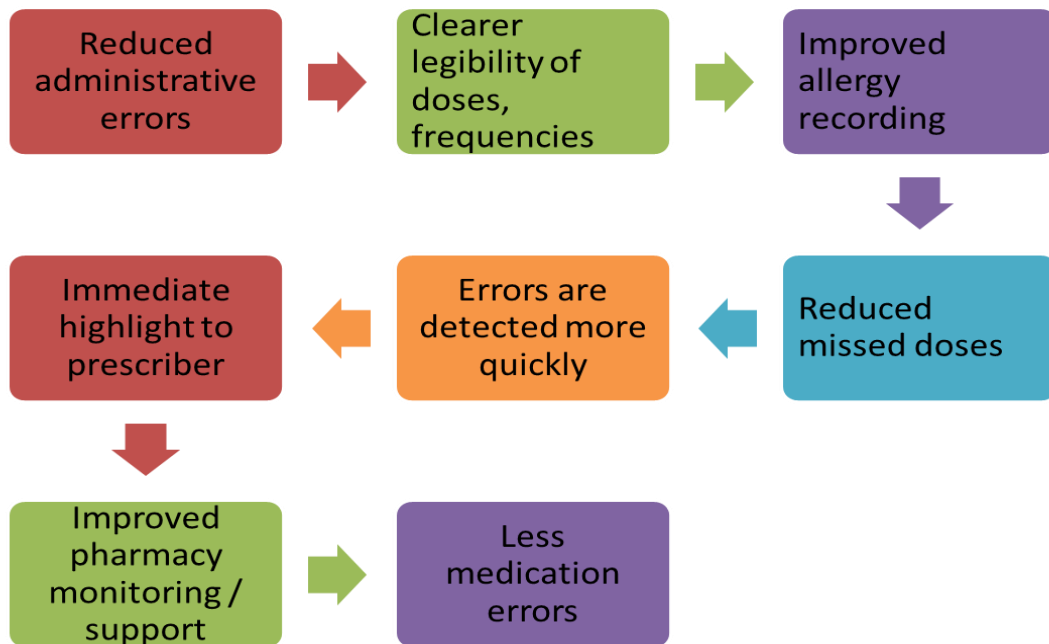 Reduced
administrative
errors
Clearer
legibility of
doses,
frequencies
Improved
allergy
recording
Reduced
missed doses
Errors are
detected more
quickly
Immediate
highlight to
prescriber
Improved
pharmacy
monitoring /
support
Less
medication
errors